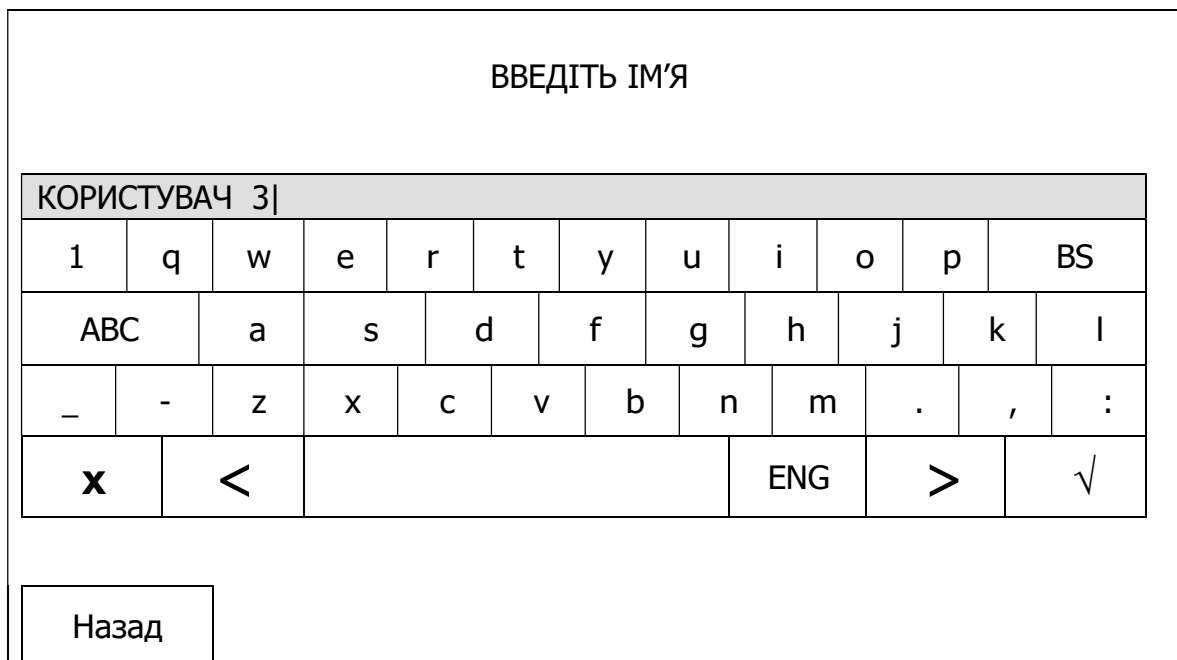 ВВЕДІТЬ ІМ’Я
КОРИСТУВАЧ 3|
1 q w e r t y u i o p BS
ABC a s d f g h j k l
_ - z x c v b n m . , :
x < ENG > √
Назад